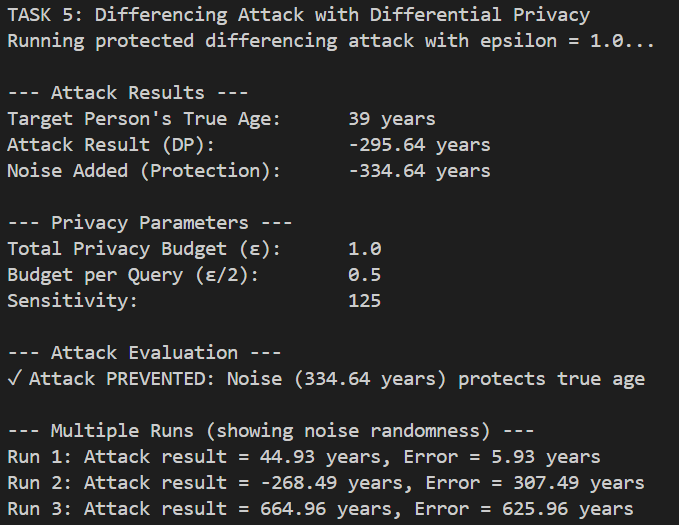 TASK 5: Differencing Attack with Differential Privacy
Running protected differencing attack with epsilon = 1.0...
--- Attack Results ---
Target Person's True Age: 39 years
Attack Result (DP): -295.64 years
Noise Added (Protection): -334.64 years
--- Privacy Parameters ---
Total Privacy Budget (ε): 1.0
Budget per Query (ε/2): 0.5
Sensitivity: 125
--- Attack Evaluation ---
✓ Attack PREVENTED: Noise (334.64 years) protects true age
--- Multiple Runs (showing noise randomness) ---
Run 1: Attack result = 44.93 years, Error = 5.93 years
Run 2: Attack result = -268.49 years, Error = 307.49 years
Run 3: Attack result = 664.96 years, Error = 625.96 years